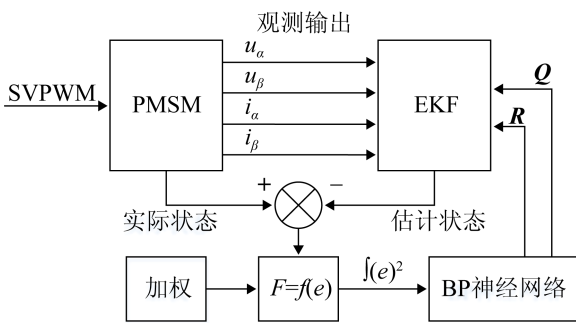 观测输出
uα
SVPWM
PMSM
uβ
iα
iβ
EKF
Q
R
+
−
实际状态
估计状态
加权
F=f(e)
∫(e)²
BP神经网络